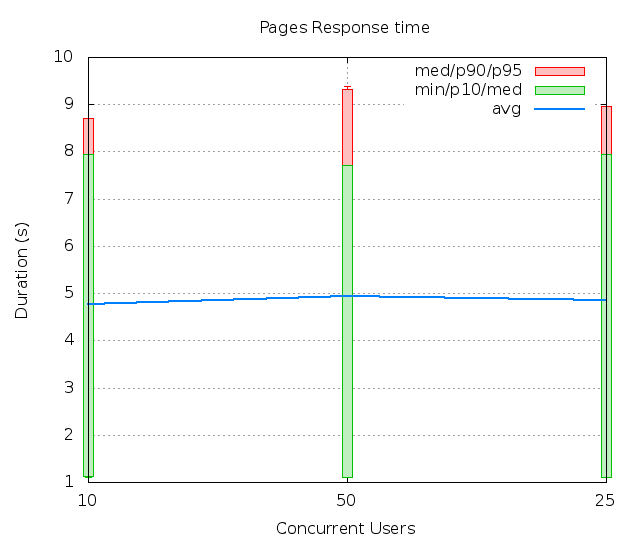 Pages Response time
med/p90/p95
min/p10/med
avg
10
9
8
7
6
5
4
3
2
1
Duration (s)
10 50 25
Concurrent Users